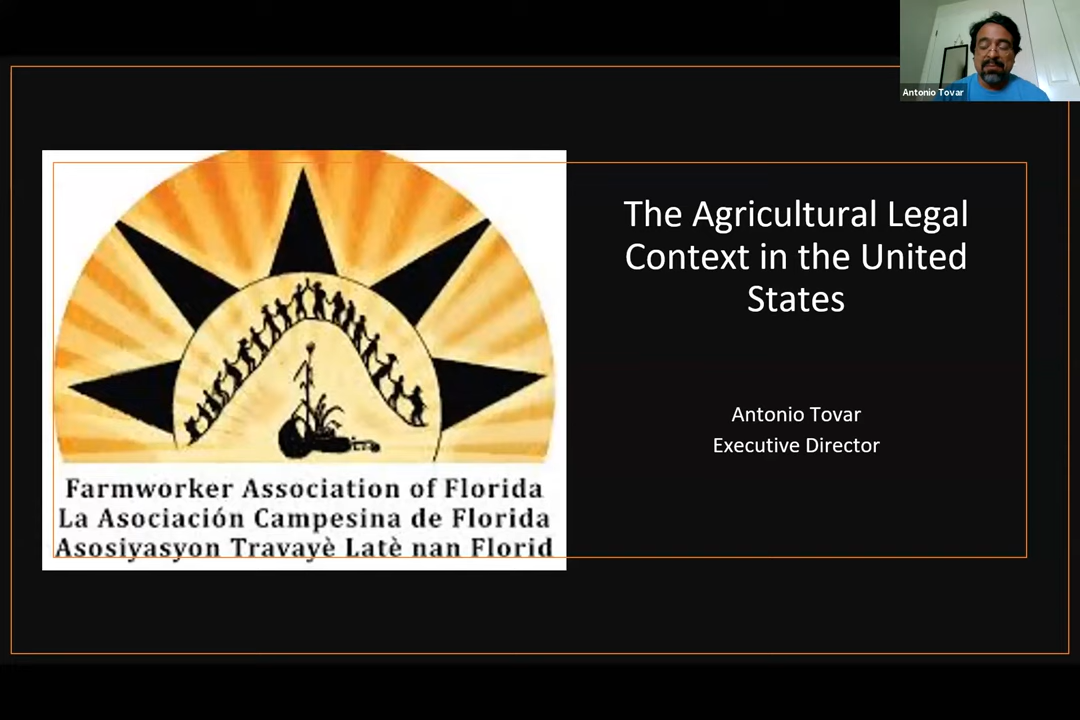 Antonio Tovar
The Agricultural Legal
Context in the United
States
Antonio Tovar
Executive Director
Farmworker Association of Florida
La Asociación Campesina de Florida
Asosiyasyon Travayè Latè nan Florid